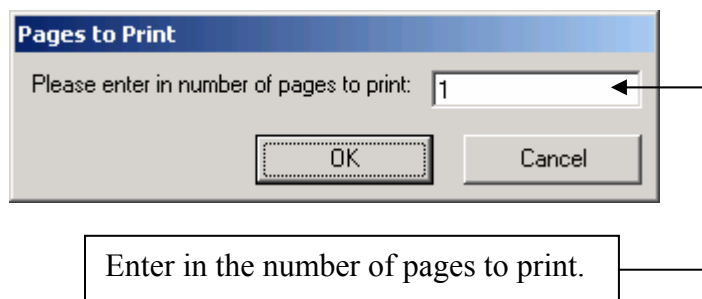 Pages to Print
Please enter in number of pages to print: 1
OK Cancel
Enter in the number of pages to print.